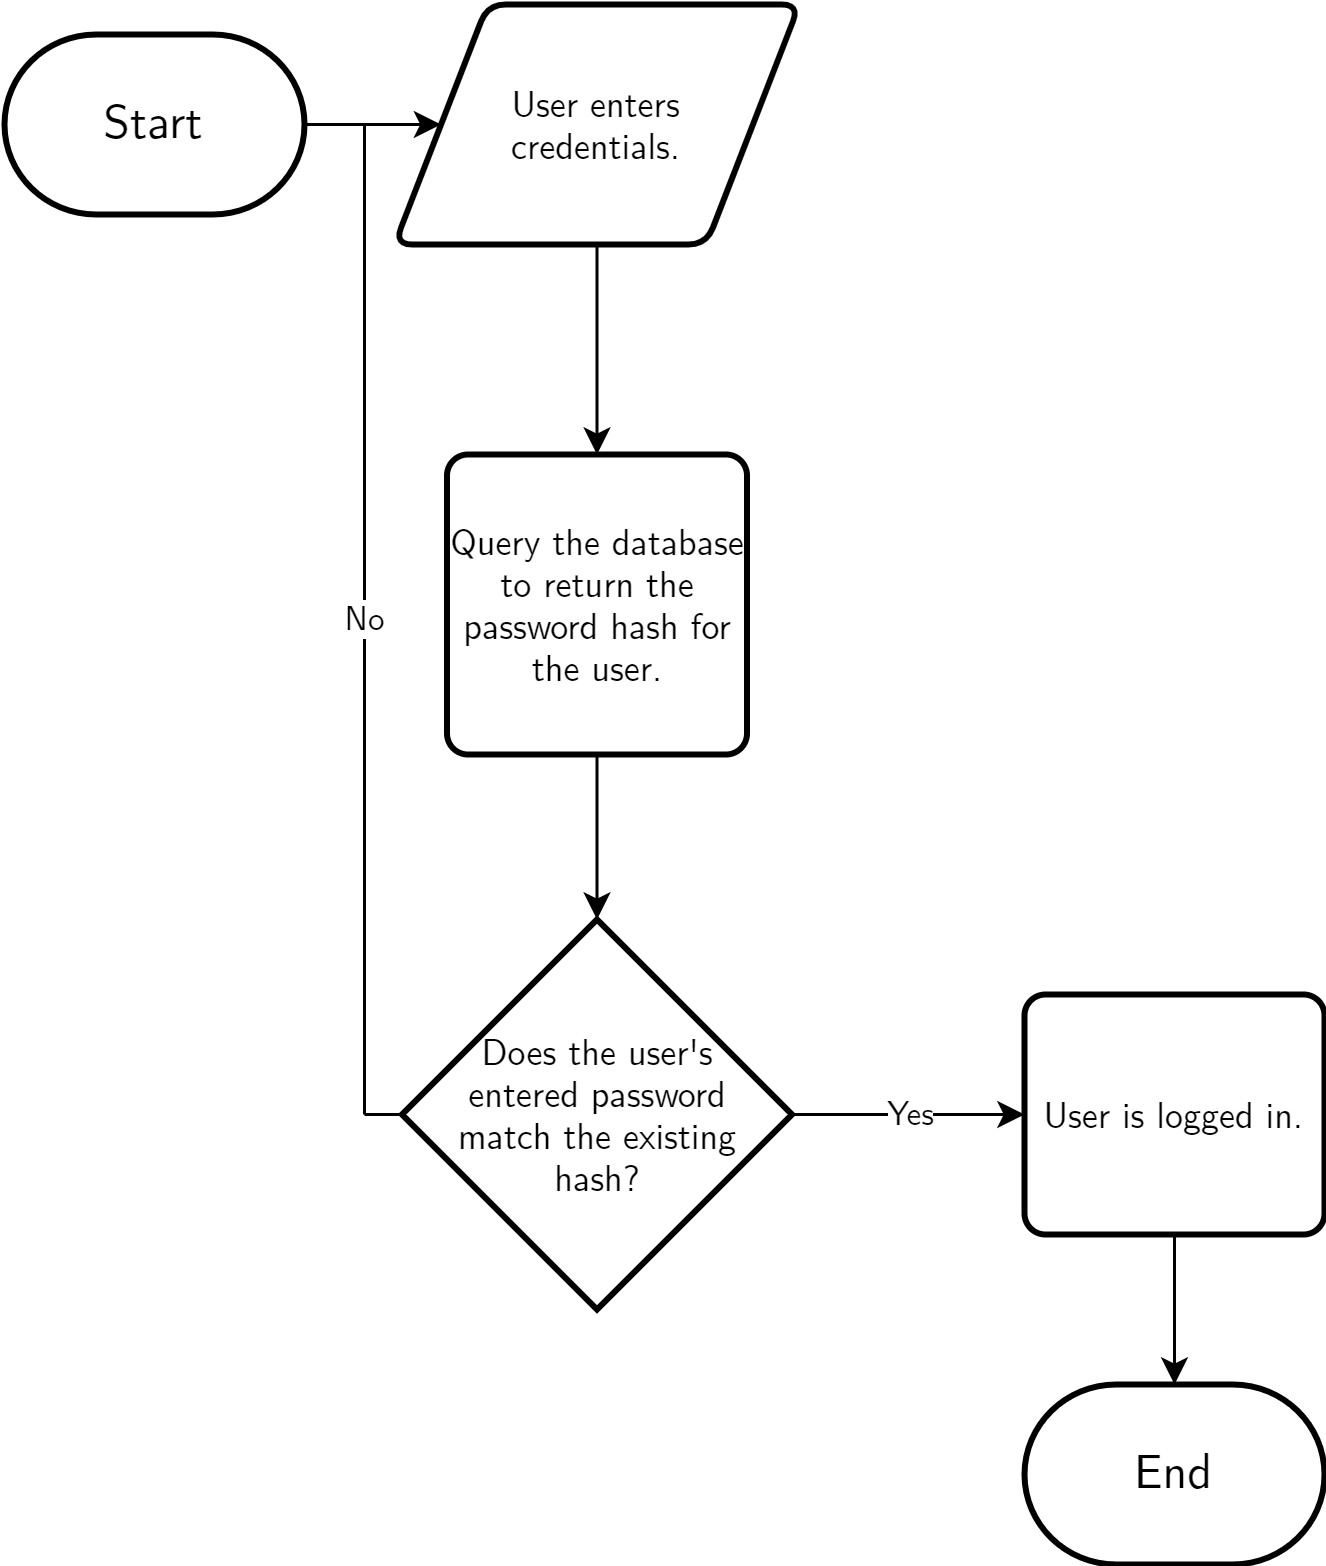 Start
User enters
credentials.
Query the database
to return the
password hash for
the user.
No
Does the user's
entered password
match the existing
hash?
Yes
User is logged in.
End